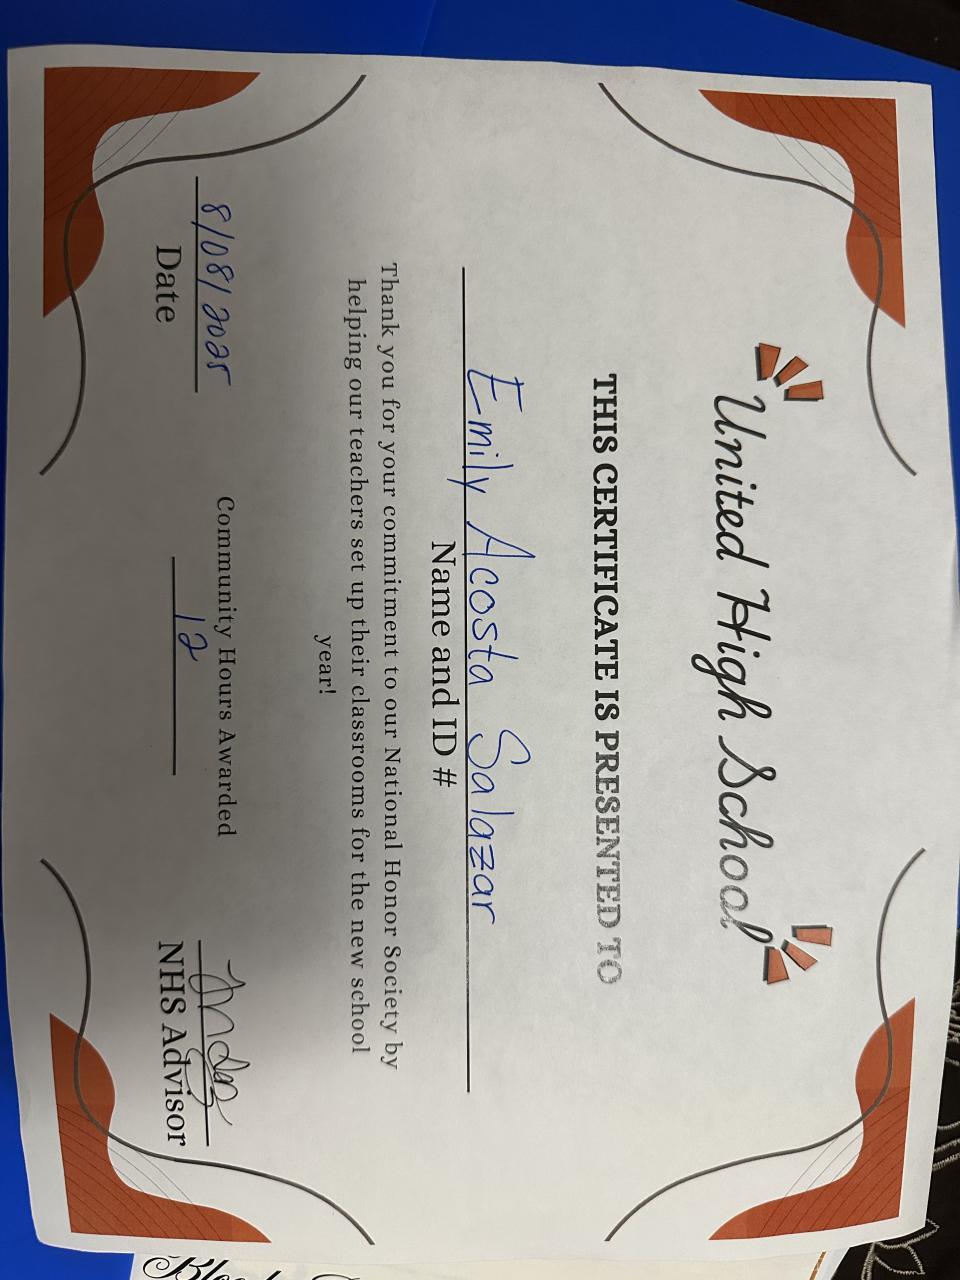 United High School
THIS CERTIFICATE IS PRESENTED TO
Emily Acosta Salazar
Name and ID #
Thank you for your commitment to our National Honor Society by
helping our teachers set up their classrooms for the new school
year!
Community Hours Awarded
8/08/2025
12
Date
NHS Advisor